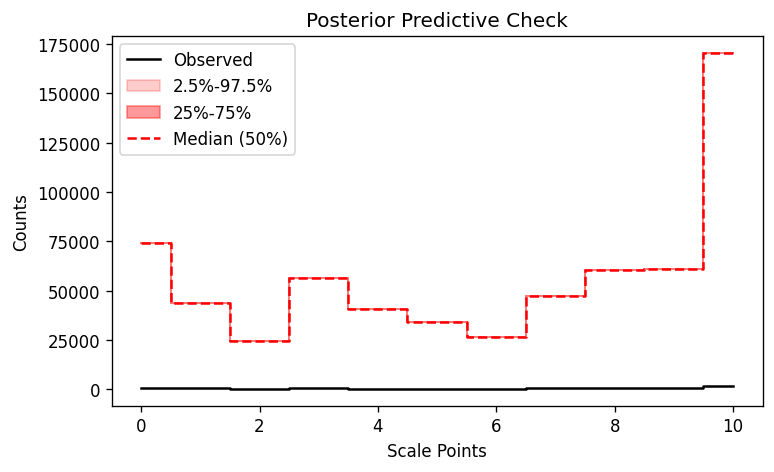 Posterior Predictive Check
Observed
2.5%-97.5%
25%-75%
Median (50%)
175000
150000
125000
100000
75000
50000
25000
0
Counts
0 2 4 6 8 10
Scale Points